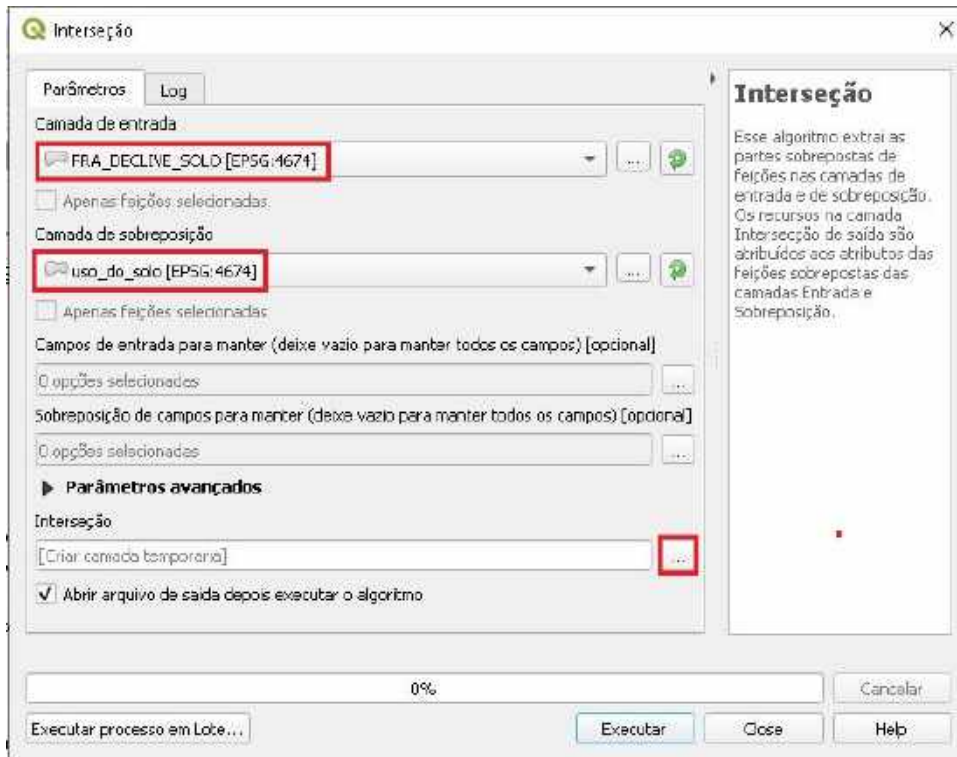 Interseção
Parâmetros
Log
Camada de entrada
FRA_DECLIVE_SOLO [EPSG:4674]
...
Apenas feições selecionadas
Camada de sobreposição
uso_do_solo [EPSG:4674]
...
Apenas feições selecionadas
Campos de entrada para manter (deixe vazio para manter todos os campos) [opcional]
0 opções selecionadas
...
Sobreposição de campos para manter (deixe vazio para manter todos os campos) [opcional]
0 opções selecionadas
...
Parâmetros avançados
Interseção
[Criar camada temporaria]
...
Abrir arquivo de saida depois executar o algoritmo
Interseção
Esse algoritmo extrai as
partes sobrepostas de
feições nas camadas de
entrada e de sobreposição.
Os recursos na camada
Intersecção de saída são
atribuídos aos atributos das
feições sobrepostas das
camadas Entrada e
Sobreposição.
0%
Cancelar
Executar processo em Lote...
Executar
Close
Help